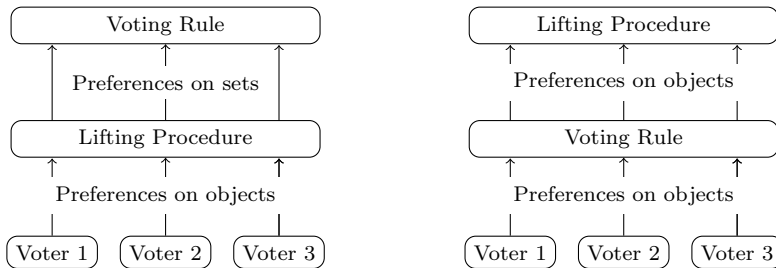 Voting Rule
Preferences on sets
Lifting Procedure
Preferences on objects
Voter 1 Voter 2 Voter 3
Lifting Procedure
Preferences on objects
Voting Rule
Preferences on objects
Voter 1 Voter 2 Voter 3